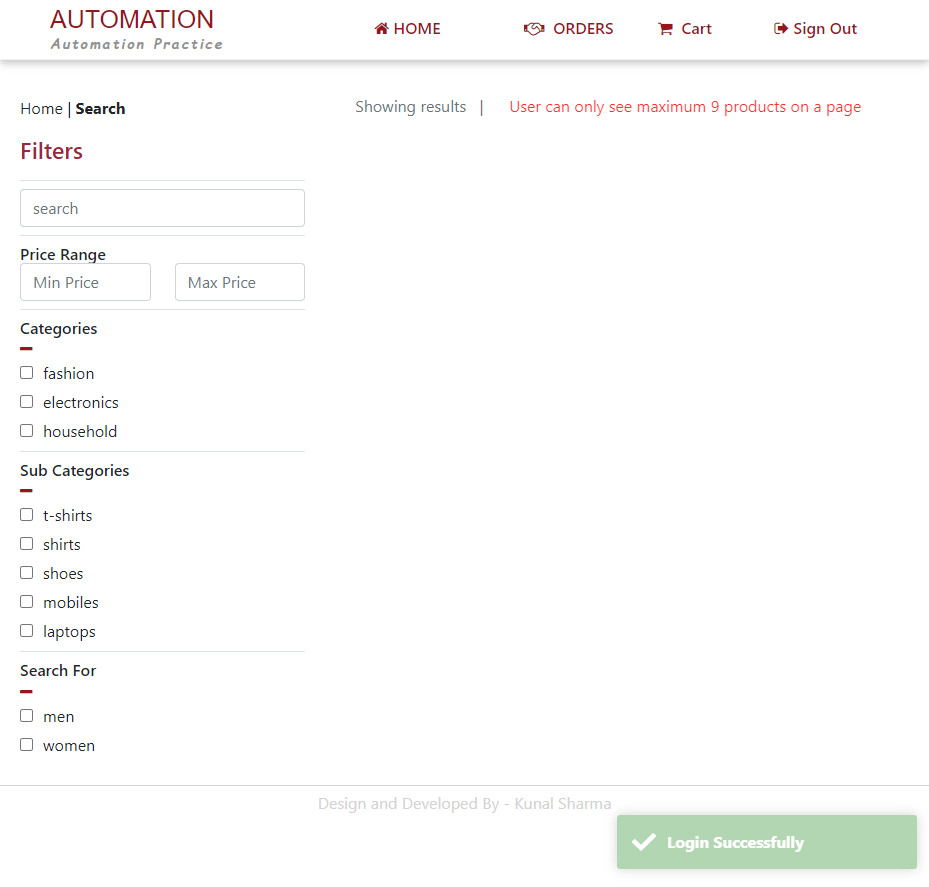 AUTOMATION
Automation Practice
HOME
ORDERS
Cart
Sign Out
Home | Search
Showing results |
User can only see maximum 9 products on a page
Filters
search
Price Range
Min Price
Max Price
Categories
fashion
electronics
household
Sub Categories
t-shirts
shirts
shoes
mobiles
laptops
Search For
men
women
Design and Developed By - Kunal Sharma
Login Successfully